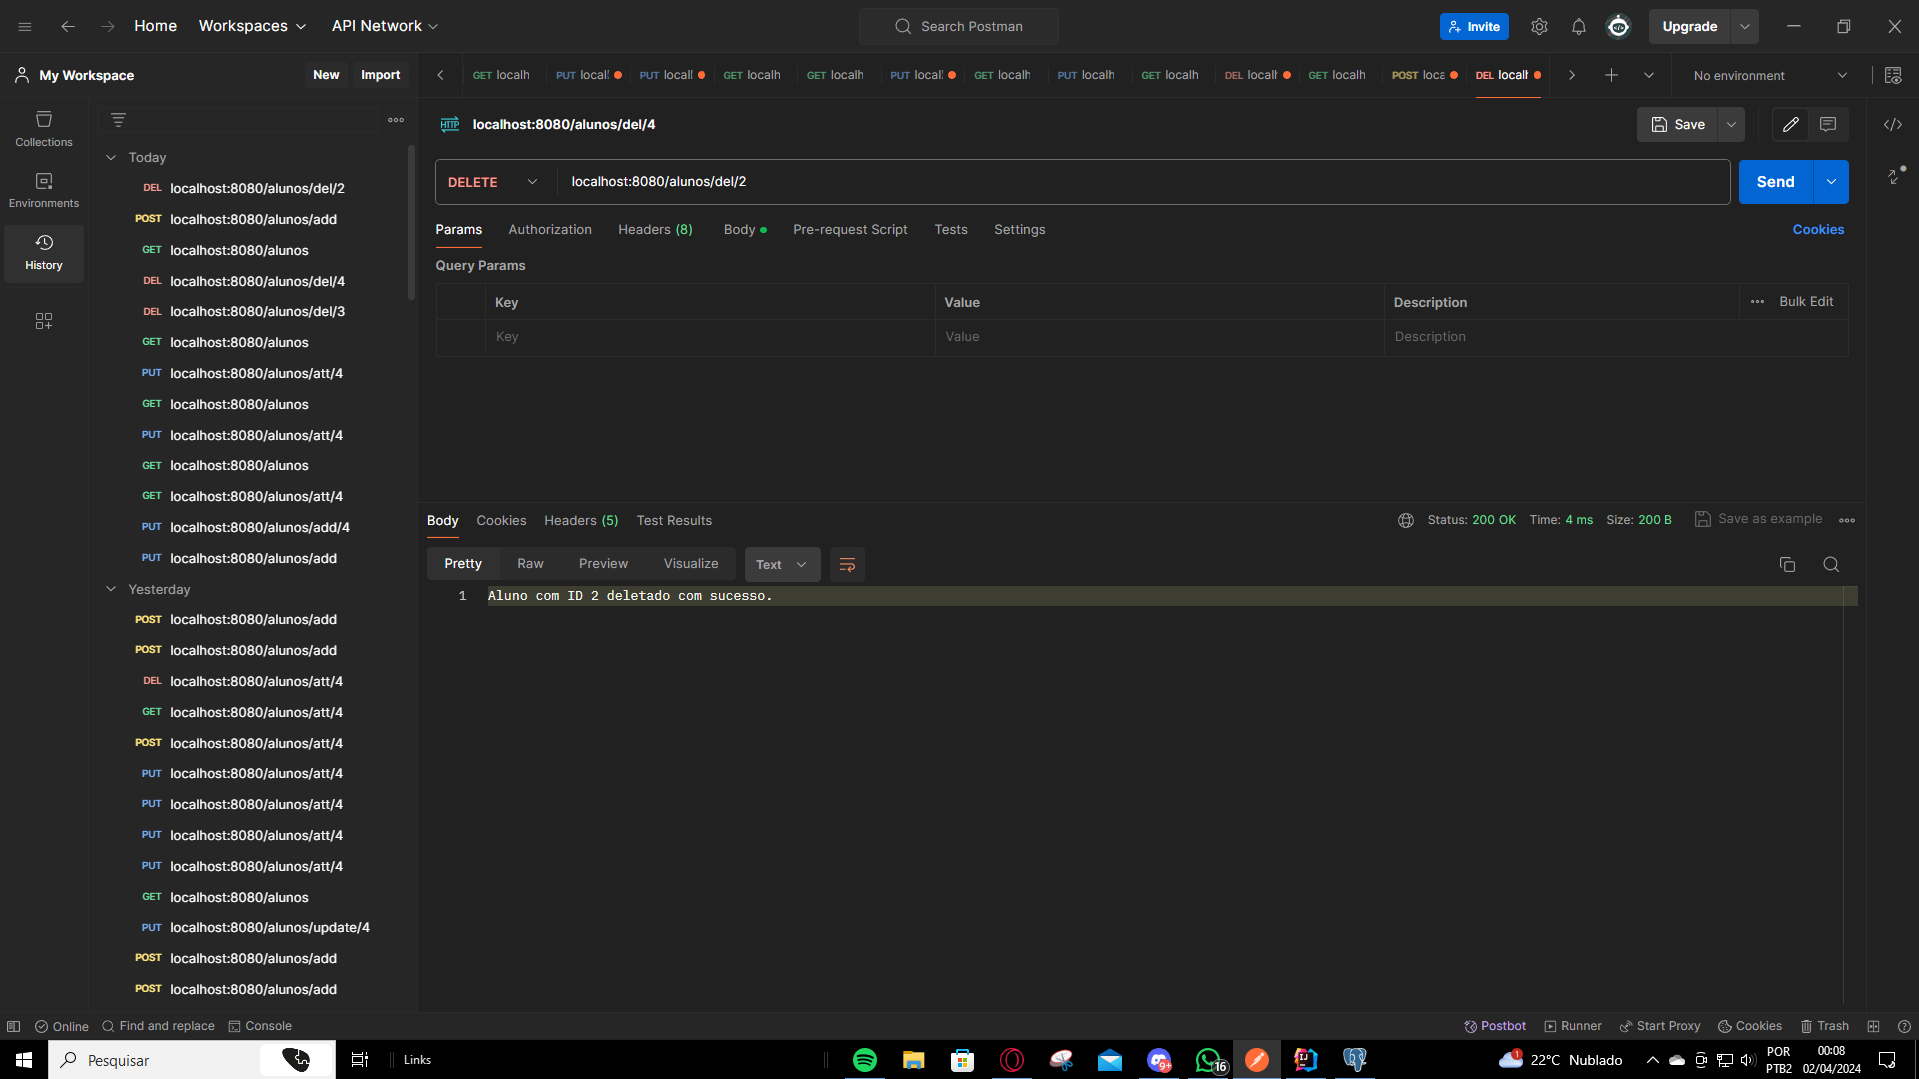 Home Workspaces API Network Search Postman Invite Upgrade
My Workspace New Import
GET localh PUT locall PUT locall GET localh GET localh PUT local GET localh PUT localh GET localh DEL localh GET localh POST loca DEL localh No environment
Collections
Environments
History
Today
DEL localhost:8080/alunos/del/2
POST localhost:8080/alunos/add
GET localhost:8080/alunos
DEL localhost:8080/alunos/del/4
DEL localhost:8080/alunos/del/3
GET localhost:8080/alunos
PUT localhost:8080/alunos/att/4
GET localhost:8080/alunos
PUT localhost:8080/alunos/att/4
GET localhost:8080/alunos
GET localhost:8080/alunos/att/4
PUT localhost:8080/alunos/add/4
PUT localhost:8080/alunos/add
Yesterday
POST localhost:8080/alunos/add
POST localhost:8080/alunos/add
DEL localhost:8080/alunos/att/4
GET localhost:8080/alunos/att/4
POST localhost:8080/alunos/att/4
PUT localhost:8080/alunos/att/4
PUT localhost:8080/alunos/att/4
PUT localhost:8080/alunos/att/4
PUT localhost:8080/alunos/att/4
GET localhost:8080/alunos
PUT localhost:8080/alunos/update/4
POST localhost:8080/alunos/add
POST localhost:8080/alunos/add
HTTP localhost:8080/alunos/del/4 Save
DELETE localhost:8080/alunos/del/2 Send
Params Authorization Headers (8) Body Pre-request Script Tests Settings Cookies
Query Params
Key Value Description Bulk Edit
Key Value Description
Body Cookies Headers (5) Test Results Status: 200 OK Time: 4 ms Size: 200 B Save as example
Pretty Raw Preview Visualize Text
1 Aluno com ID 2 deletado com sucesso.
Online Find and replace Console Postbot Runner Start Proxy Cookies Trash
Pesquisar Links 9+ 16 1 22°C Nublado POR 00:08
PTB2 02/04/2024